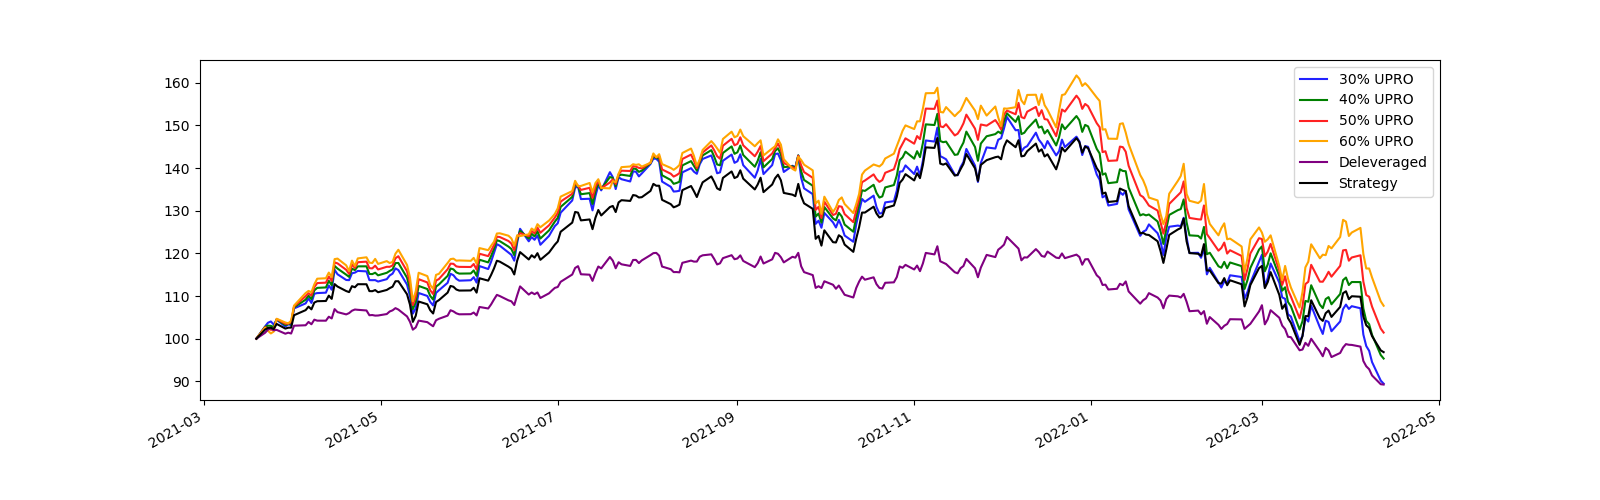 160
150
140
130
120
110
100
90
2021-03
2021-05
2021-07
2021-09
2021-11
2022-01
2022-03
2022-05
30% UPRO
40% UPRO
50% UPRO
60% UPRO
Deleveraged
Strategy